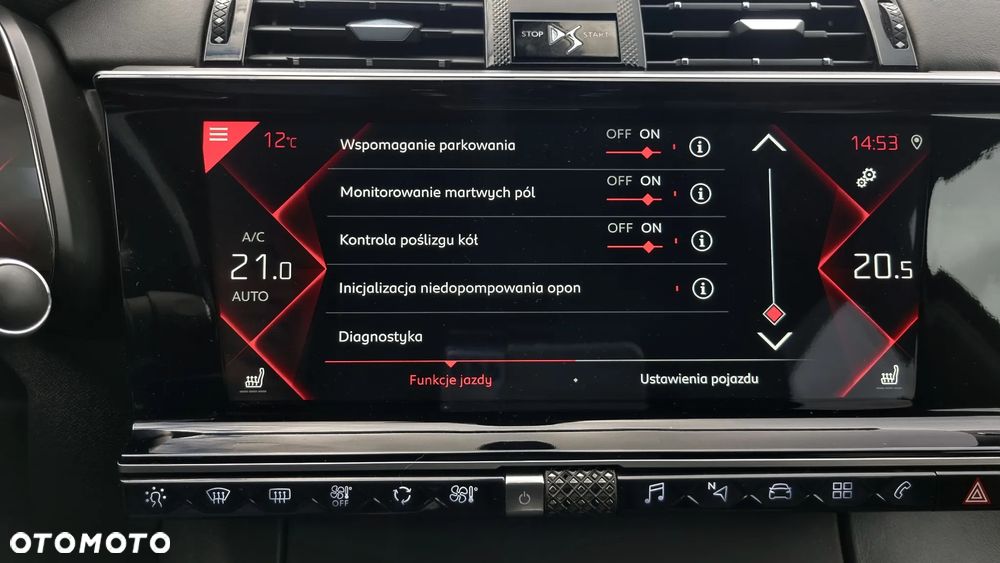 STOP START
12°C
14:53
Wspomaganie parkowania
OFF ON
Monitorowanie martwych pól
OFF ON
Kontrola poślizgu kół
OFF ON
Inicjalizacja niedopompowania opon
Diagnostyka
A/C
21.0
AUTO
20.5
Funkcje jazdy
Ustawienia pojazdu
OFF
N
OTOMOTO